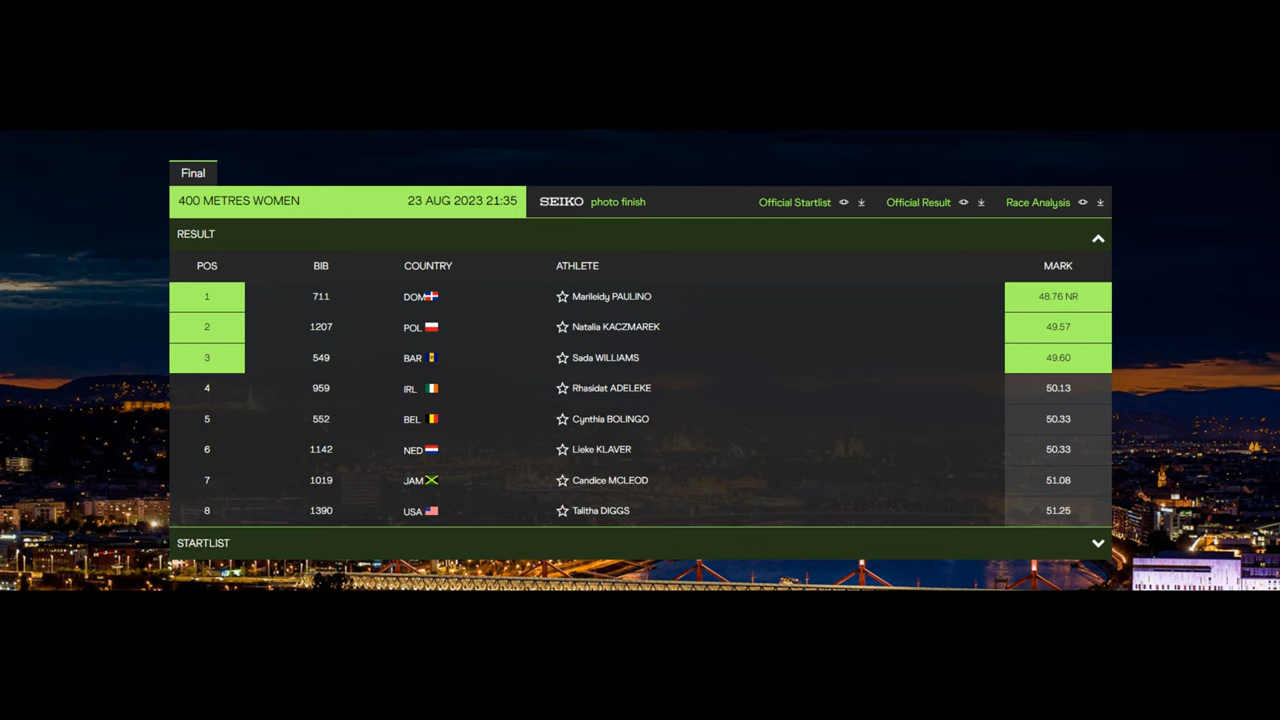 Final
400 METRES WOMEN 23 AUG 2023 21:35 SEIKO photo finish Official Startlist Official Result Race Analysis
RESULT
POS BIB COUNTRY ATHLETE MARK
1 711 DOM Marileidy PAULINO 48.76 NR
2 1207 POL Natalia KACZMAREK 49.57
3 549 BAR Sada WILLIAMS 49.60
4 959 IRL Rhasidat ADELEKE 50.13
5 552 BEL Cynthia BOLINGO 50.33
6 1142 NED Lieke KLAVER 50.33
7 1019 JAM Candice MCLEOD 51.08
8 1390 USA Talitha DIGGS 51.25
STARTLIST